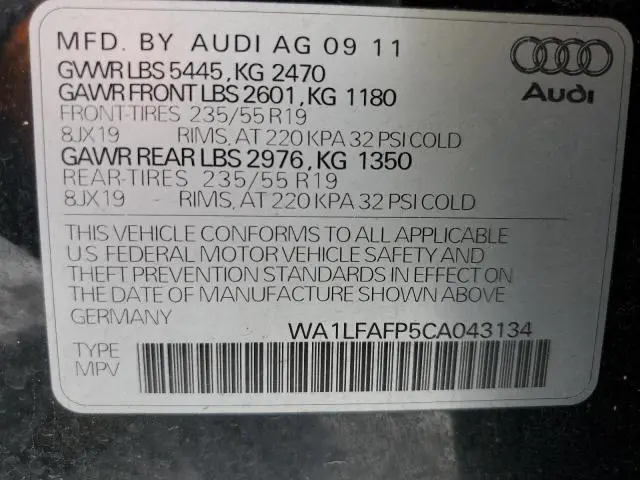 MFD. BY AUDI AG 09 11
GVWR LBS 5445, KG 2470
GAWR FRONT LBS 2601, KG 1180
FRONT-TIRES 235/55 R19
8JX19 RIMS, AT 220 KPA 32 PSI COLD
GAWR REAR LBS 2976, KG 1350
REAR-TIRES 235/55 R19
8JX19 RIMS, AT 220 KPA 32 PSI COLD
Audi
THIS VEHICLE CONFORMS TO ALL APPLICABLE
U.S. FEDERAL MOTOR VEHICLE SAFETY AND
THEFT PREVENTION STANDARDS IN EFFECT ON
THE DATE OF MANUFACTURE SHOWN ABOVE
GERMANY
WA1LFAFP5CA043134
TYPE
MPV